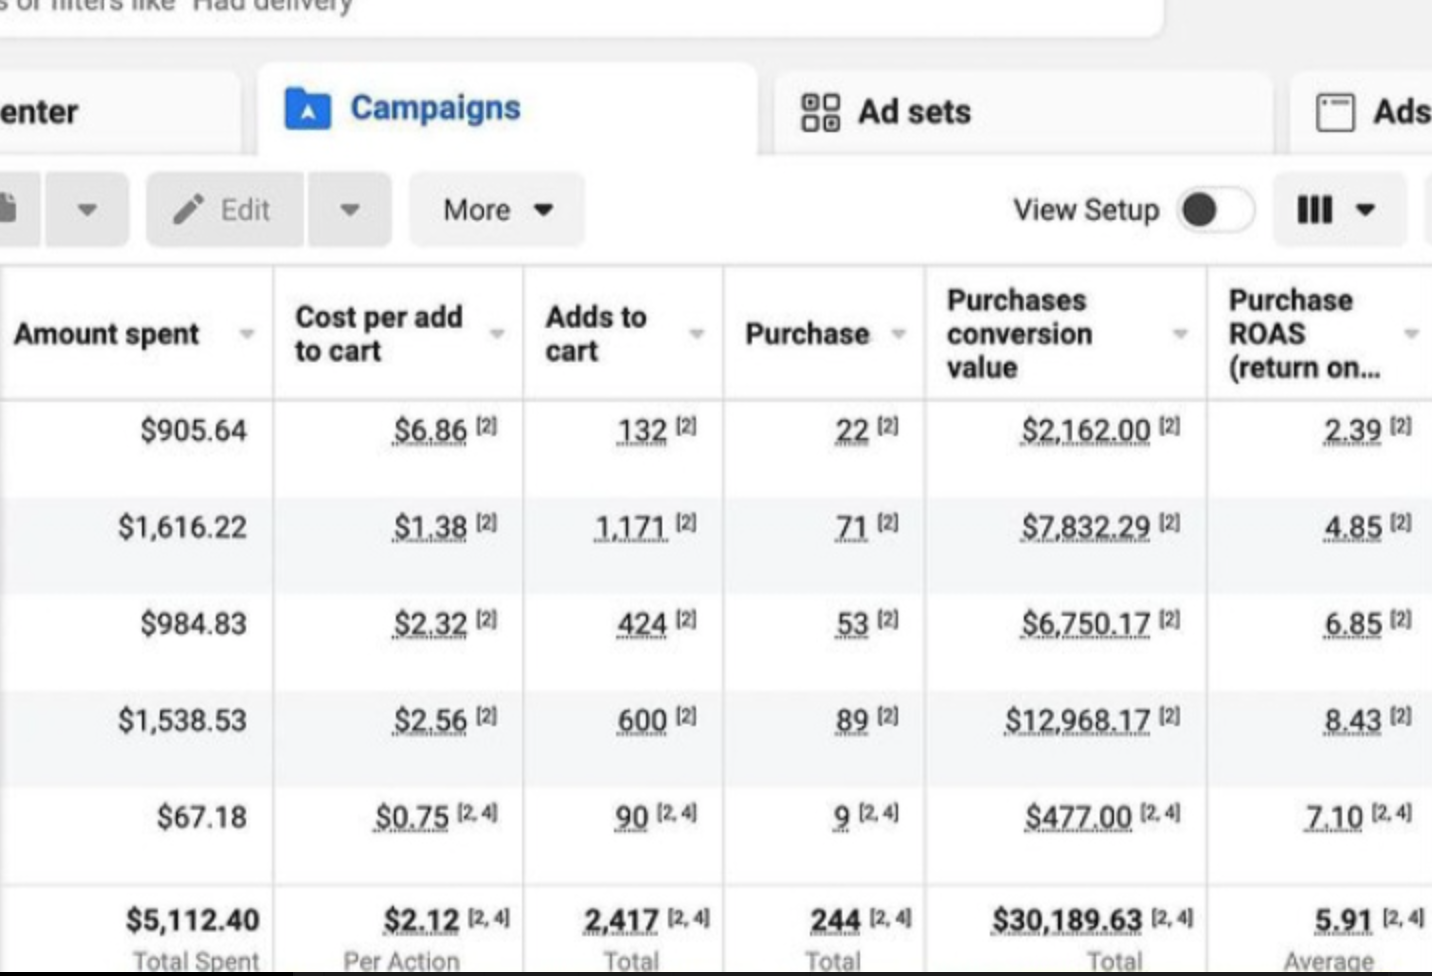 s or filters like "Had delivery
enter Campaigns Ad sets Ads
Edit More View Setup
Amount spent Cost per add to cart Adds to cart Purchase Purchases conversion value Purchase ROAS (return on...
$905.64 $6.86 [2] 132 [2] 22 [2] $2,162.00 [2] 2.39 [2]
$1,616.22 $1.38 [2] 1,171 [2] 71 [2] $7,832.29 [2] 4.85 [2]
$984.83 $2.32 [2] 424 [2] 53 [2] $6,750.17 [2] 6.85 [2]
$1,538.53 $2.56 [2] 600 [2] 89 [2] $12,968.17 [2] 8.43 [2]
$67.18 $0.75 [2, 4] 90 [2, 4] 9 [2, 4] $477.00 [2, 4] 7.10 [2, 4]
$5,112.40 $2.12 [2, 4] 2,417 [2, 4] 244 [2, 4] $30,189.63 [2, 4] 5.91 [2, 4]
Total Spent Per Action Total Total Total Average